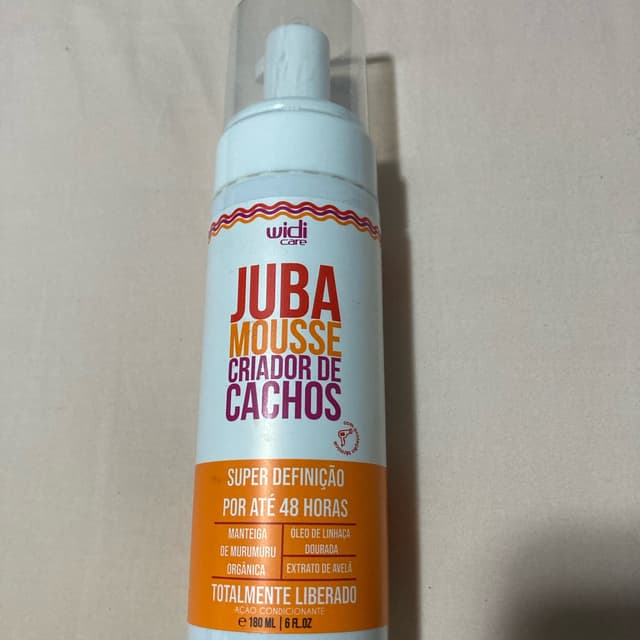 widi
care
JUBA
MOUSSE
CRIADOR DE
CACHOS
SUPER DEFINIÇÃO
POR ATÉ 48 HORAS
MANTEIGA
DE MURUMURU
ORGÂNICA
ÓLEO DE LINHAÇA
DOURADA
EXTRATO DE AVELÃ
TOTALMENTE LIBERADO
AÇÃO CONDICIONANTE
℮ 180 ML | 6 FL.OZ